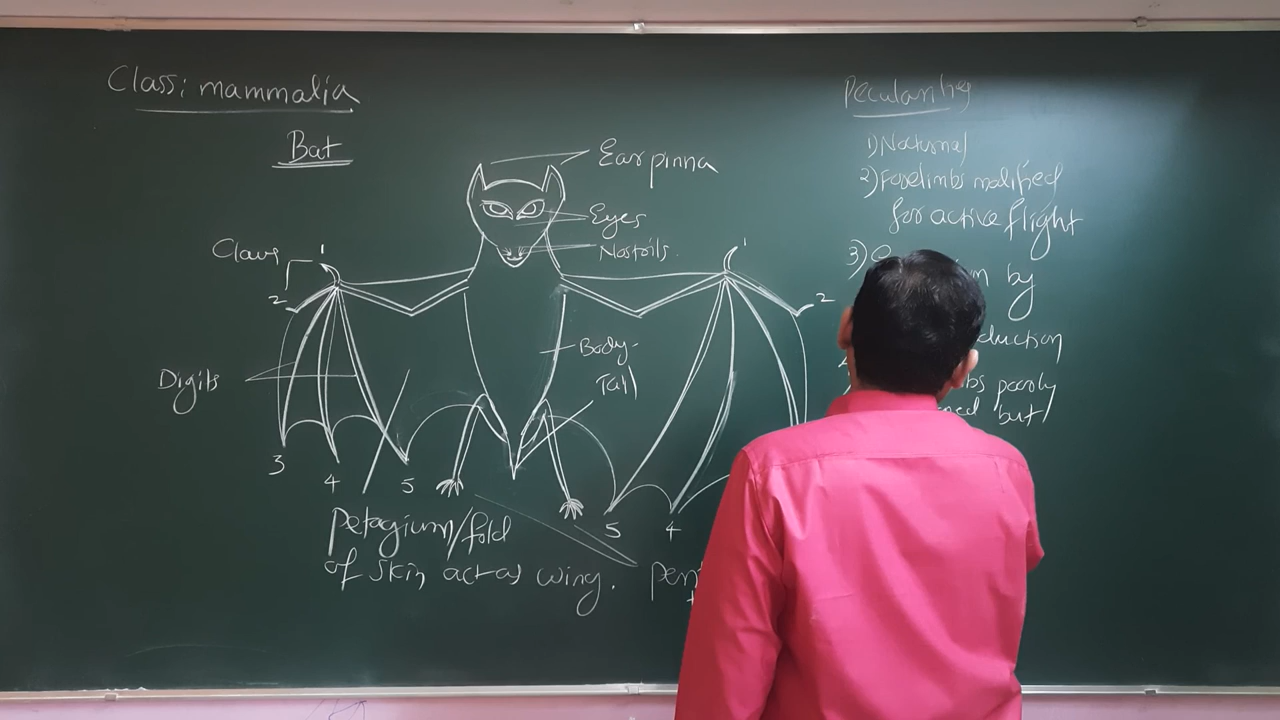 Class: mammalia
Bat
Ear pinna
Eyes
Nostrils.
Claws
1
2
Digits
3
4
5
Body
Tail
1
2
5
4
Petagium/fold
of skin act as wing.
Pecularities
1) Nocturnal
2) Forelimbs modified
for active flight
3)
by
duction
poorly
but